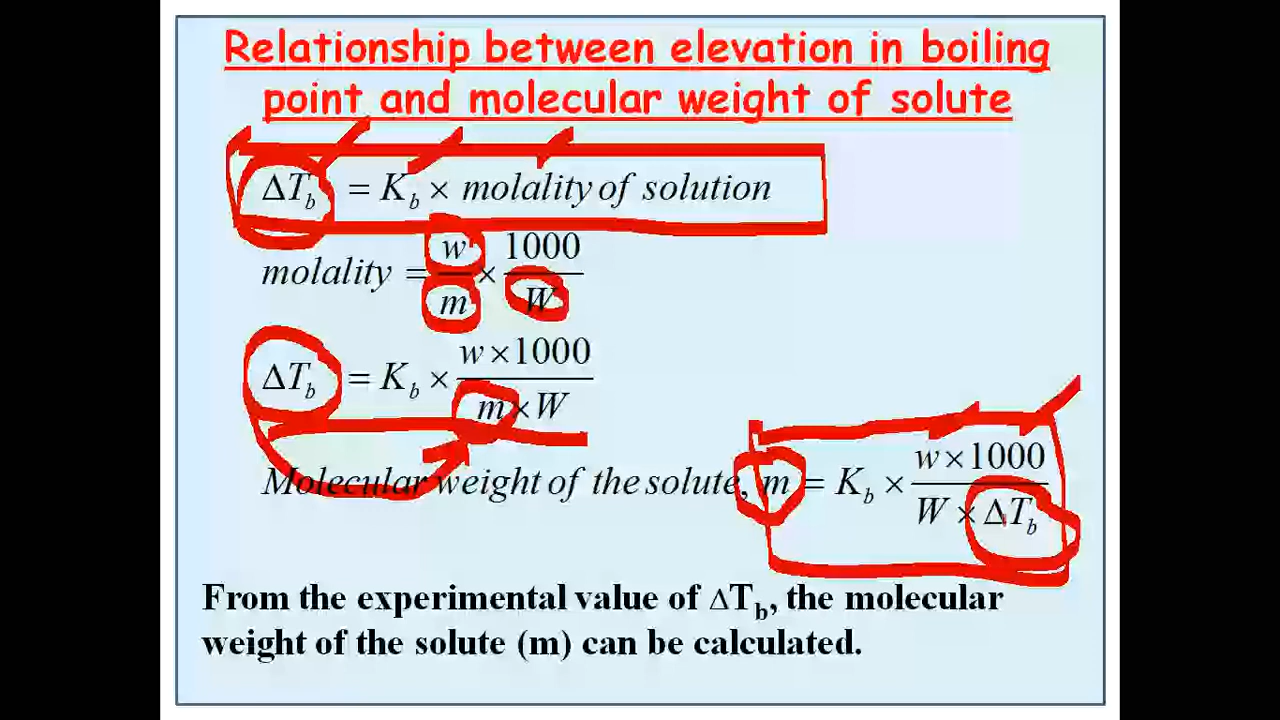 Relationship between elevation in boiling
point and molecular weight of solute
ΔT_b = K_b × molality of solution
molality = w/m × 1000/W
ΔT_b = K_b × (w×1000)/(m×W)
Molecular weight of the solute, m = K_b × (w×1000)/(W×ΔT_b)
From the experimental value of ΔT_b, the molecular
weight of the solute (m) can be calculated.